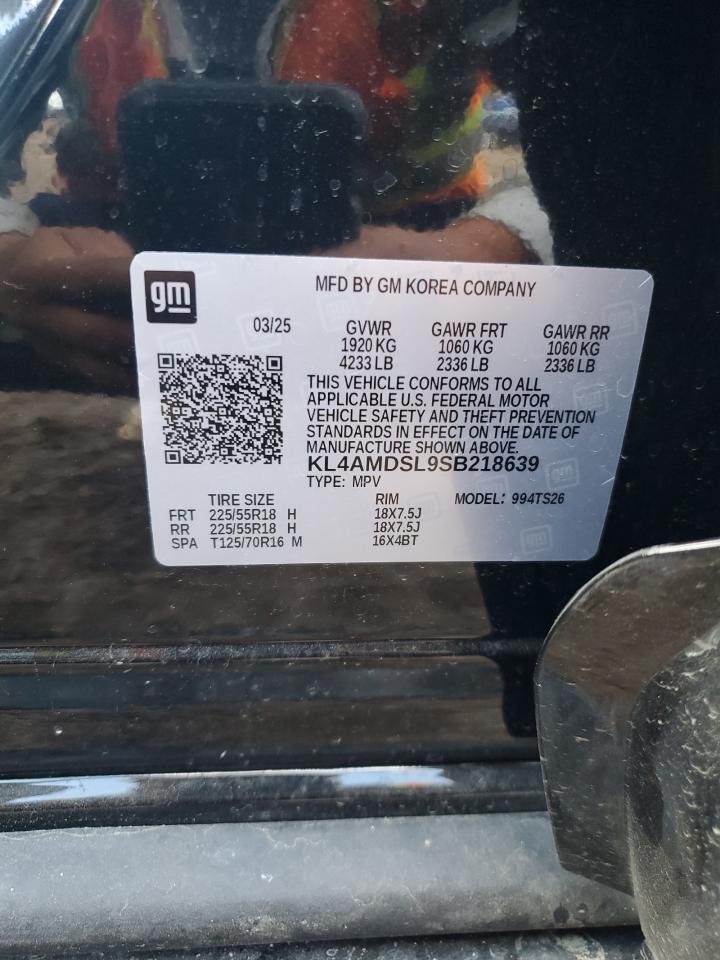 gm
MFD BY GM KOREA COMPANY
03/25
GVWR GAWR FRT GAWR RR
1920 KG 1060 KG 1060 KG
4233 LB 2336 LB 2336 LB
THIS VEHICLE CONFORMS TO ALL
APPLICABLE U.S. FEDERAL MOTOR
VEHICLE SAFETY AND THEFT PREVENTION
STANDARDS IN EFFECT ON THE DATE OF
MANUFACTURE SHOWN ABOVE.
KL4AMDSL9SB218639
TYPE: MPV
TIRE SIZE RIM MODEL: 994TS26
FRT 225/55R18 H 18X7.5J
RR 225/55R18 H 18X7.5J
SPA T125/70R16 M 16X4BT